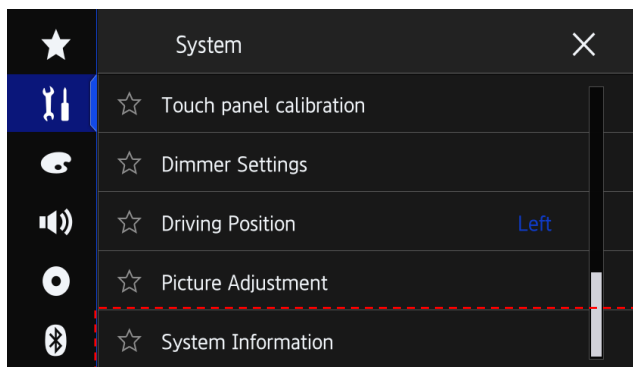 System
Touch panel calibration
Dimmer Settings
Driving Position Left
Picture Adjustment
System Information